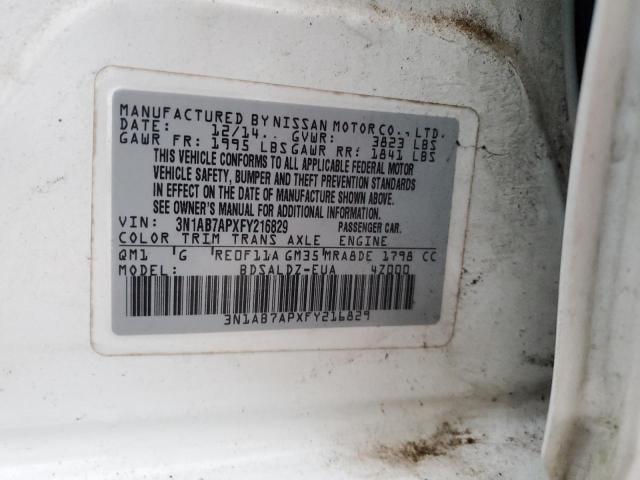 MANUFACTURED BY NISSAN MOTOR CO., LTD.
DATE: 12/14.. GVWR: 3823 LBS
GAWR FR: 1995 LBS GAWR RR: 1841 LBS
THIS VEHICLE CONFORMS TO ALL APPLICABLE FEDERAL MOTOR
VEHICLE SAFETY, BUMPER AND THEFT PREVENTION STANDARDS
IN EFFECT ON THE DATE OF MANUFACTURE SHOWN ABOVE.
SEE OWNER'S MANUAL FOR ADDITIONAL INFORMATION.
VIN: 3N1AB7APXFY216829 PASSENGER CAR.
COLOR TRIM TRANS AXLE ENGINE
QM1 G RE0F11A GM35 MRA8DE 1798 CC
BDSALDZ-EUA 4Z000
3N1AB7APXFY216829